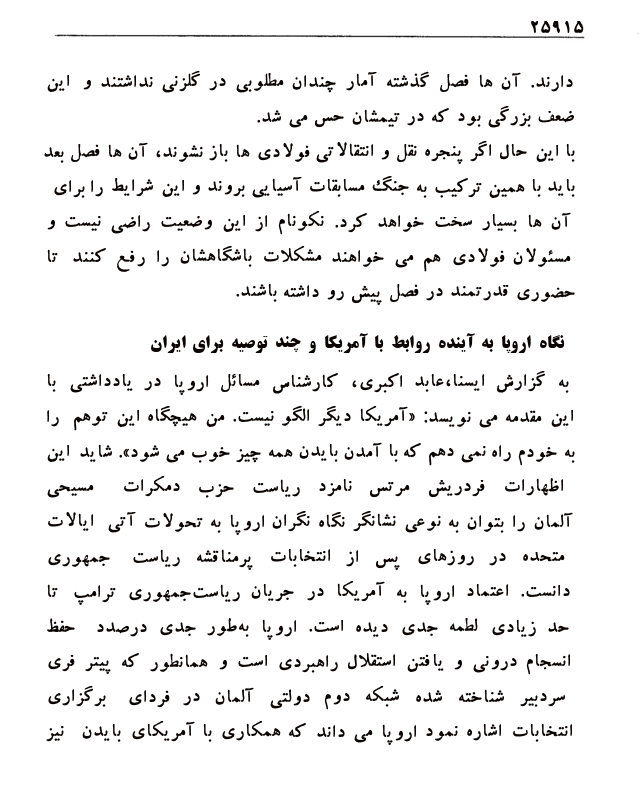 ۲۵۹۱۵
دارند. آن ها فصل گذشته آمار چندان مطلوبی در گلزنی نداشتند و این
ضعف بزرگی بود که در تیمشان حس می شد.
با این حال اگر پنجره نقل و انتقالاتی فولادی ها باز نشوند، آن ها فصل بعد
باید با همین ترکیب به جنگ مسابقات آسیایی بروند و این شرایط را برای
آن ها بسیار سخت خواهد کرد. نکونام از این وضعیت راضی نیست و
مسئولان فولادی هم می خواهند مشکلات باشگاهشان را رفع کنند تا
حضوری قدرتمند در فصل پیش رو داشته باشند.
نگاه اروپا به آینده روابط با آمریکا و چند توصیه برای ایران
به گزارش ایسنا،عابد اکبری، کارشناس مسائل اروپا در یادداشتی با
این مقدمه می نویسد: «آمریکا دیگر الگو نیست. من هیچگاه این توهم را
به خودم راه نمی دهم که با آمدن بایدن همه چیز خوب می شود». شاید این
اظهارات فردریش مرتس نامزد ریاست حزب دمکرات مسیحی
آلمان را بتوان به نوعی نشانگر نگاه نگران اروپا به تحولات آتی ایالات
متحده در روزهای پس از انتخابات پرمناقشه ریاست جمهوری
دانست. اعتماد اروپا به آمریکا در جریان ریاست‌جمهوری ترامپ تا
حد زیادی لطمه جدی دیده است. اروپا به‌طور جدی درصدد حفظ
انسجام درونی و یافتن استقلال راهبردی است و همانطور که پیتر فری
سردبیر شناخته شده شبکه دوم دولتی آلمان در فردای برگزاری
انتخابات اشاره نمود اروپا می داند که همکاری با آمریکای بایدن نیز